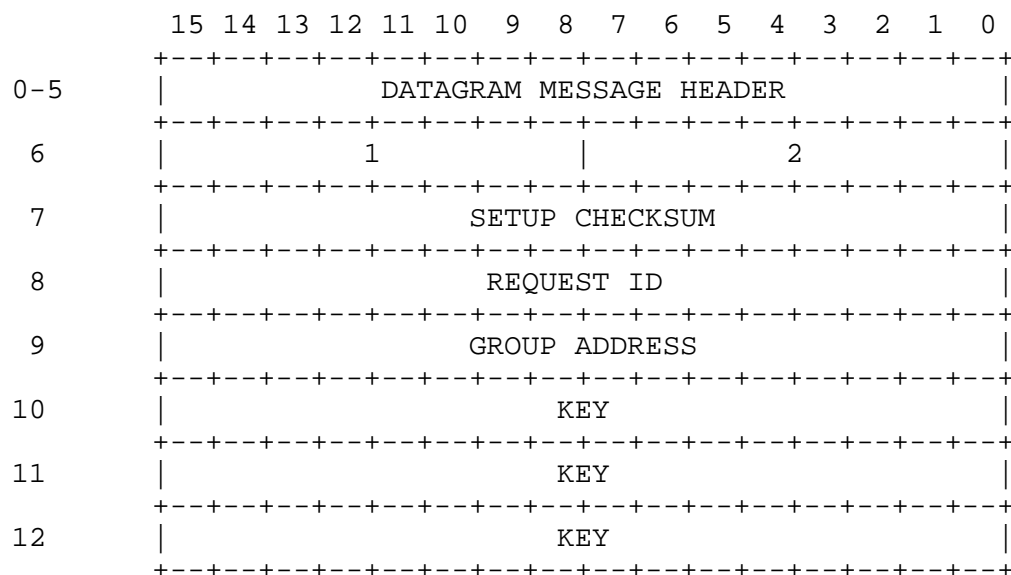 15 14 13 12 11 10 9 8 7 6 5 4 3 2 1 0
+--+--+--+--+--+--+--+--+--+--+--+--+--+--+--+--+
0-5 | DATAGRAM MESSAGE HEADER |
+--+--+--+--+--+--+--+--+--+--+--+--+--+--+--+--+
6 | 1 | 2 |
+--+--+--+--+--+--+--+--+--+--+--+--+--+--+--+--+
7 | SETUP CHECKSUM |
+--+--+--+--+--+--+--+--+--+--+--+--+--+--+--+--+
8 | REQUEST ID |
+--+--+--+--+--+--+--+--+--+--+--+--+--+--+--+--+
9 | GROUP ADDRESS |
+--+--+--+--+--+--+--+--+--+--+--+--+--+--+--+--+
10 | KEY |
+--+--+--+--+--+--+--+--+--+--+--+--+--+--+--+--+
11 | KEY |
+--+--+--+--+--+--+--+--+--+--+--+--+--+--+--+--+
12 | KEY |
+--+--+--+--+--+--+--+--+--+--+--+--+--+--+--+--+